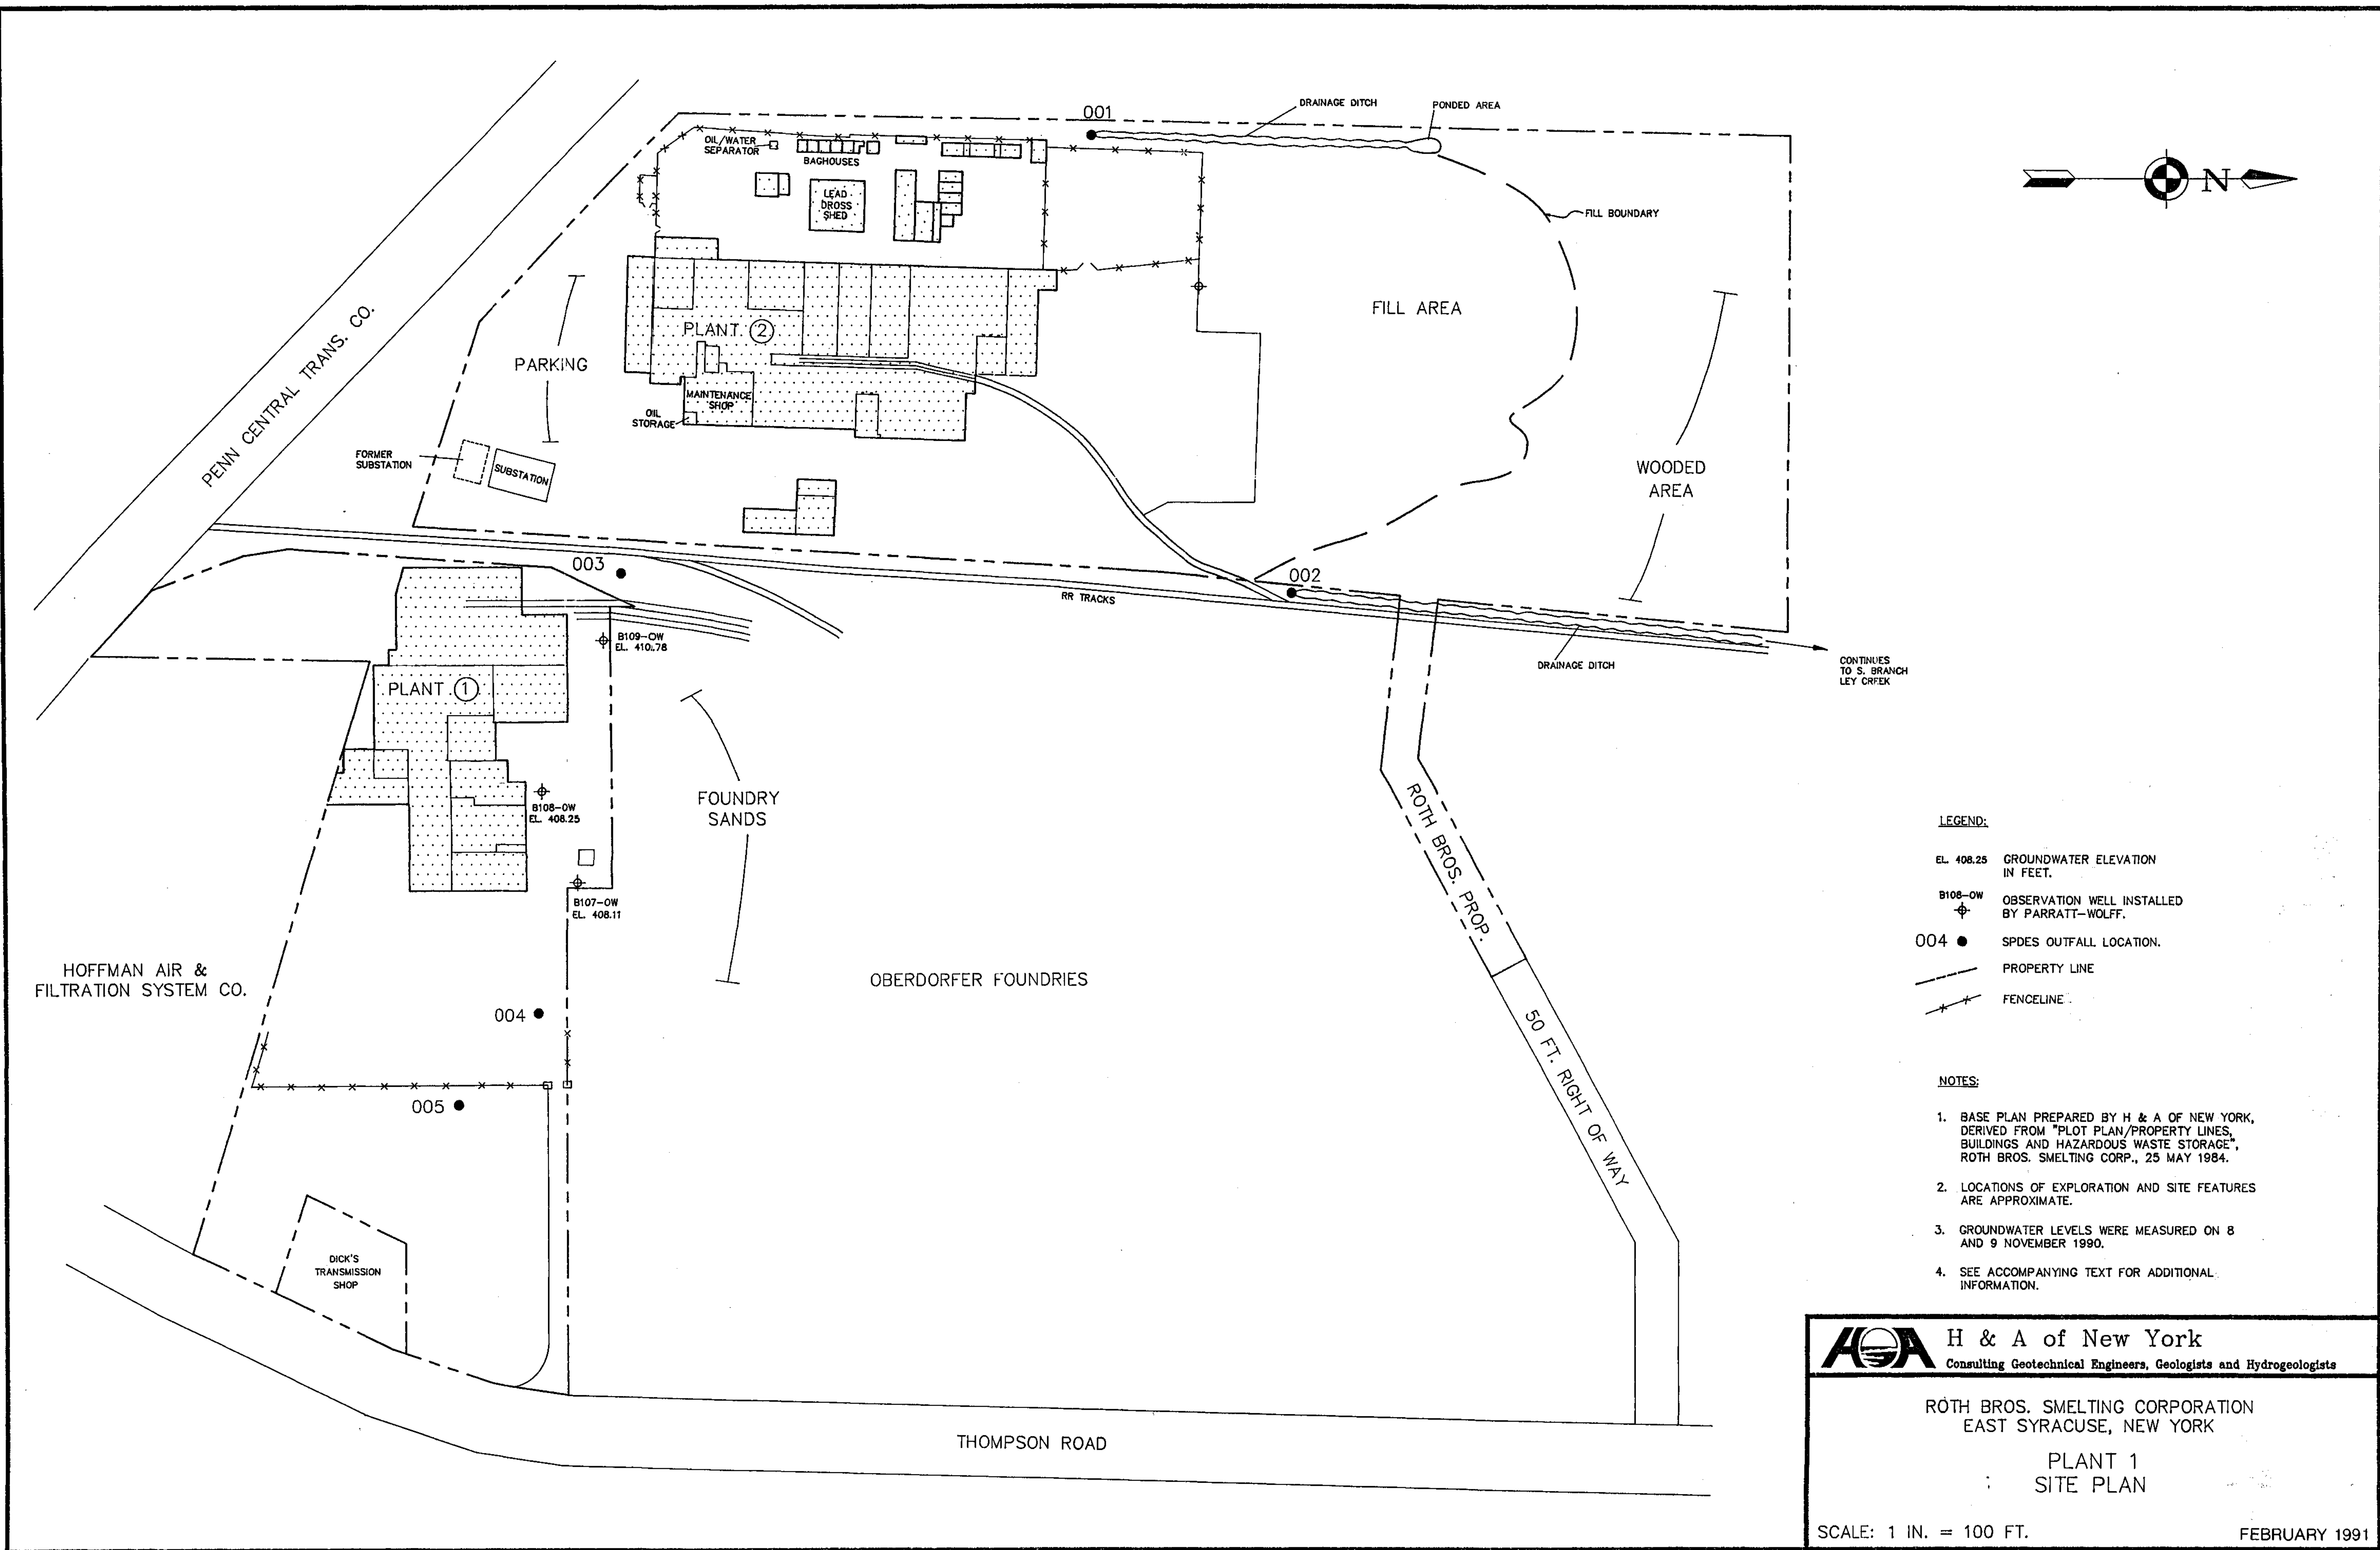 001
DRAINAGE DITCH
PONDED AREA
OIL/WATER
SEPARATOR
BAGHOUSES
LEAD
DROSS
SHED
N
FILL BOUNDARY
PENN CENTRAL TRANS. CO.
PARKING
PLANT 2
FILL AREA
MAINTENANCE
SHOP
OIL
STORAGE
FORMER
SUBSTATION
SUBSTATION
WOODED
AREA
003
002
RR TRACKS
B109-OW
EL. 410.78
DRAINAGE DITCH
CONTINUES
TO S. BRANCH
LEY CREEK
PLANT 1
B108-OW
EL. 408.25
FOUNDRY
SANDS
B107-OW
EL. 408.11
ROTH BROS. PROP.
HOFFMAN AIR &
FILTRATION SYSTEM CO.
OBERDORFER FOUNDRIES
004
005
50 FT. RIGHT OF WAY
DICK'S
TRANSMISSION
SHOP
THOMPSON ROAD
LEGEND:
EL. 408.25 GROUNDWATER ELEVATION
IN FEET.
B108-OW OBSERVATION WELL INSTALLED
BY PARRATT-WOLFF.
004 SPDES OUTFALL LOCATION.
PROPERTY LINE
FENCELINE.
NOTES:
1. BASE PLAN PREPARED BY H & A OF NEW YORK,
DERIVED FROM "PLOT PLAN/PROPERTY LINES,
BUILDINGS AND HAZARDOUS WASTE STORAGE",
ROTH BROS. SMELTING CORP., 25 MAY 1984.
2. LOCATIONS OF EXPLORATION AND SITE FEATURES
ARE APPROXIMATE.
3. GROUNDWATER LEVELS WERE MEASURED ON 8
AND 9 NOVEMBER 1990.
4. SEE ACCOMPANYING TEXT FOR ADDITIONAL
INFORMATION.
H&A
H & A of New York
Consulting Geotechnical Engineers, Geologists and Hydrogeologists
ROTH BROS. SMELTING CORPORATION
EAST SYRACUSE, NEW YORK
PLANT 1
SITE PLAN
SCALE: 1 IN. = 100 FT.
FEBRUARY 1991